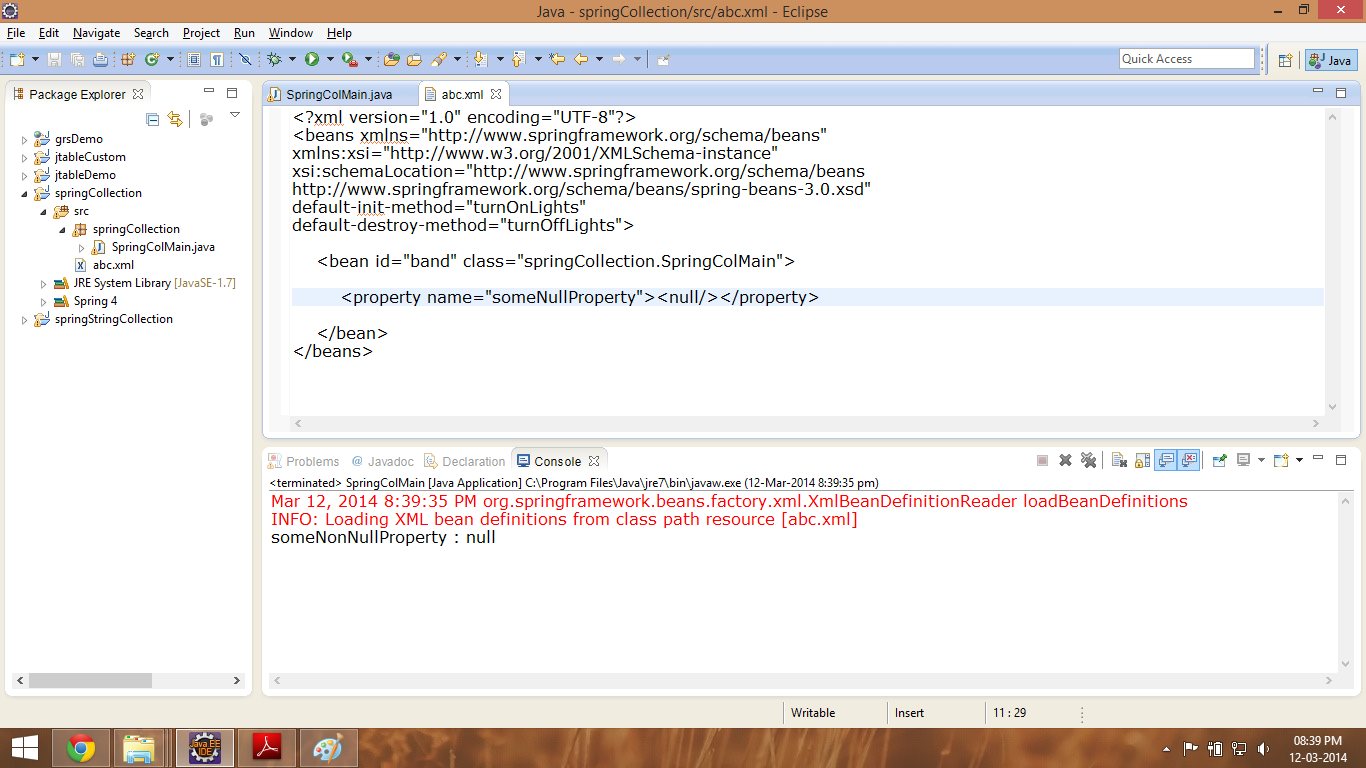 Java - springCollection/src/abc.xml - Eclipse
File Edit Navigate Search Project Run Window Help
Quick Access
Java
Package Explorer
grsDemo
jtableCustom
jtableDemo
springCollection
src
springCollection
SpringColMain.java
abc.xml
JRE System Library [JavaSE-1.7]
Spring 4
springStringCollection
SpringColMain.java abc.xml
<?xml version="1.0" encoding="UTF-8"?>
<beans xmlns="http://www.springframework.org/schema/beans"
xmlns:xsi="http://www.w3.org/2001/XMLSchema-instance"
xsi:schemaLocation="http://www.springframework.org/schema/beans
http://www.springframework.org/schema/beans/spring-beans-3.0.xsd"
default-init-method="turnOnLights"
default-destroy-method="turnOffLights">
<bean id="band" class="springCollection.SpringColMain">
<property name="someNullProperty"><null/></property>
</bean>
</beans>
Problems @ Javadoc Declaration Console
<terminated> SpringColMain [Java Application] C:\Program Files\Java\jre7\bin\javaw.exe (12-Mar-2014 8:39:35 pm)
Mar 12, 2014 8:39:35 PM org.springframework.beans.factory.xml.XmlBeanDefinitionReader loadBeanDefinitions
INFO: Loading XML bean definitions from class path resource [abc.xml]
someNonNullProperty : null
Writable Insert 11 : 29
Java EE
IDE
08:39 PM
12-03-2014